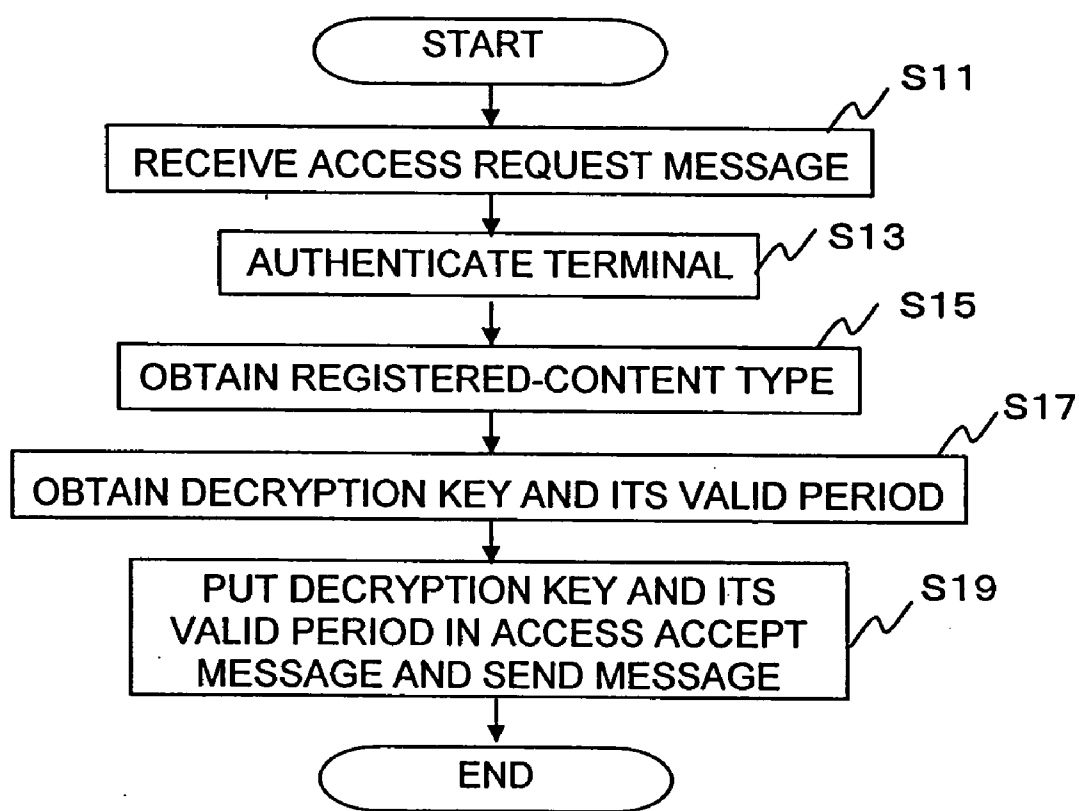 START
S11
RECEIVE ACCESS REQUEST MESSAGE
S13
AUTHENTICATE TERMINAL
S15
OBTAIN REGISTERED-CONTENT TYPE
S17
OBTAIN DECRYPTION KEY AND ITS VALID PERIOD
PUT DECRYPTION KEY AND ITS
S19
VALID PERIOD IN ACCESS ACCEPT
MESSAGE AND SEND MESSAGE
END